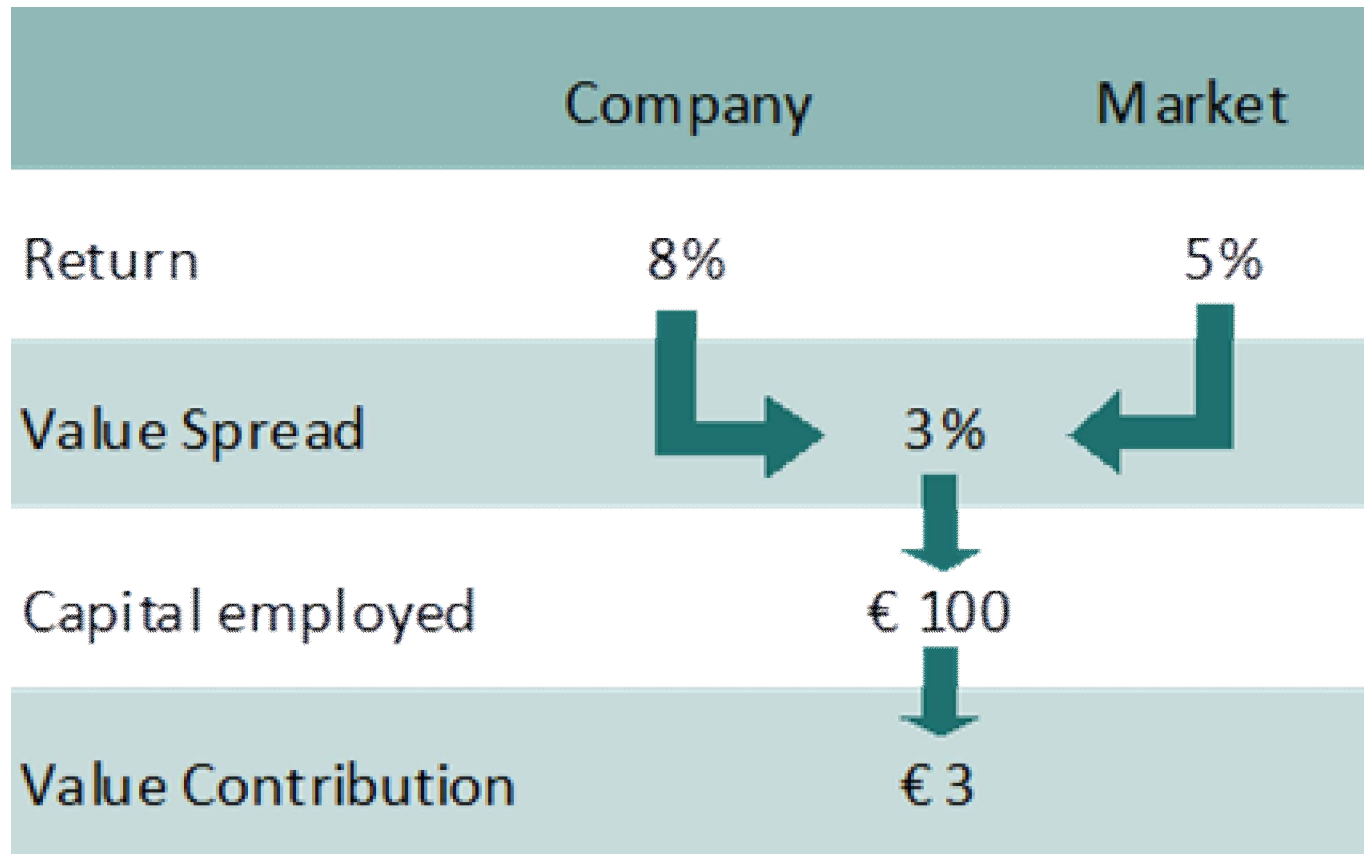 Company Market
Return 8% 5%
Value Spread 3%
Capital employed € 100
Value Contribution € 3